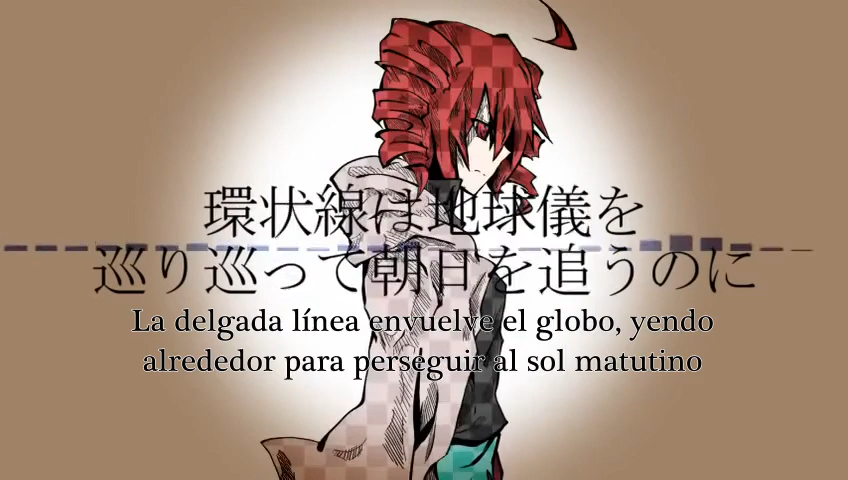 環状線は地球儀を
巡り巡って朝日を追うのに
La delgada línea envuelve el globo, yendo
alrededor para perseguir al sol matutino